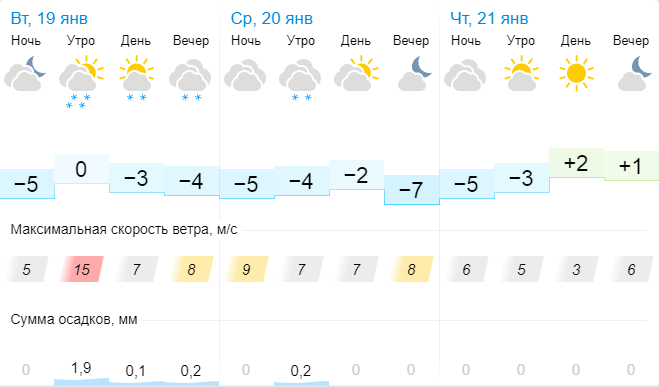 Вт, 19 янв Ср, 20 янв Чт, 21 янв
Ночь Утро День Вечер Ночь Утро День Вечер Ночь Утро День Вечер
−5 0 −3 −4 −5 −4 −2 −7 −5 −3 +2 +1
Максимальная скорость ветра, м/с
5 15 7 8 9 7 7 8 6 5 3 6
Сумма осадков, мм
0 1,9 0,1 0,2 0 0,2 0 0 0 0 0 0